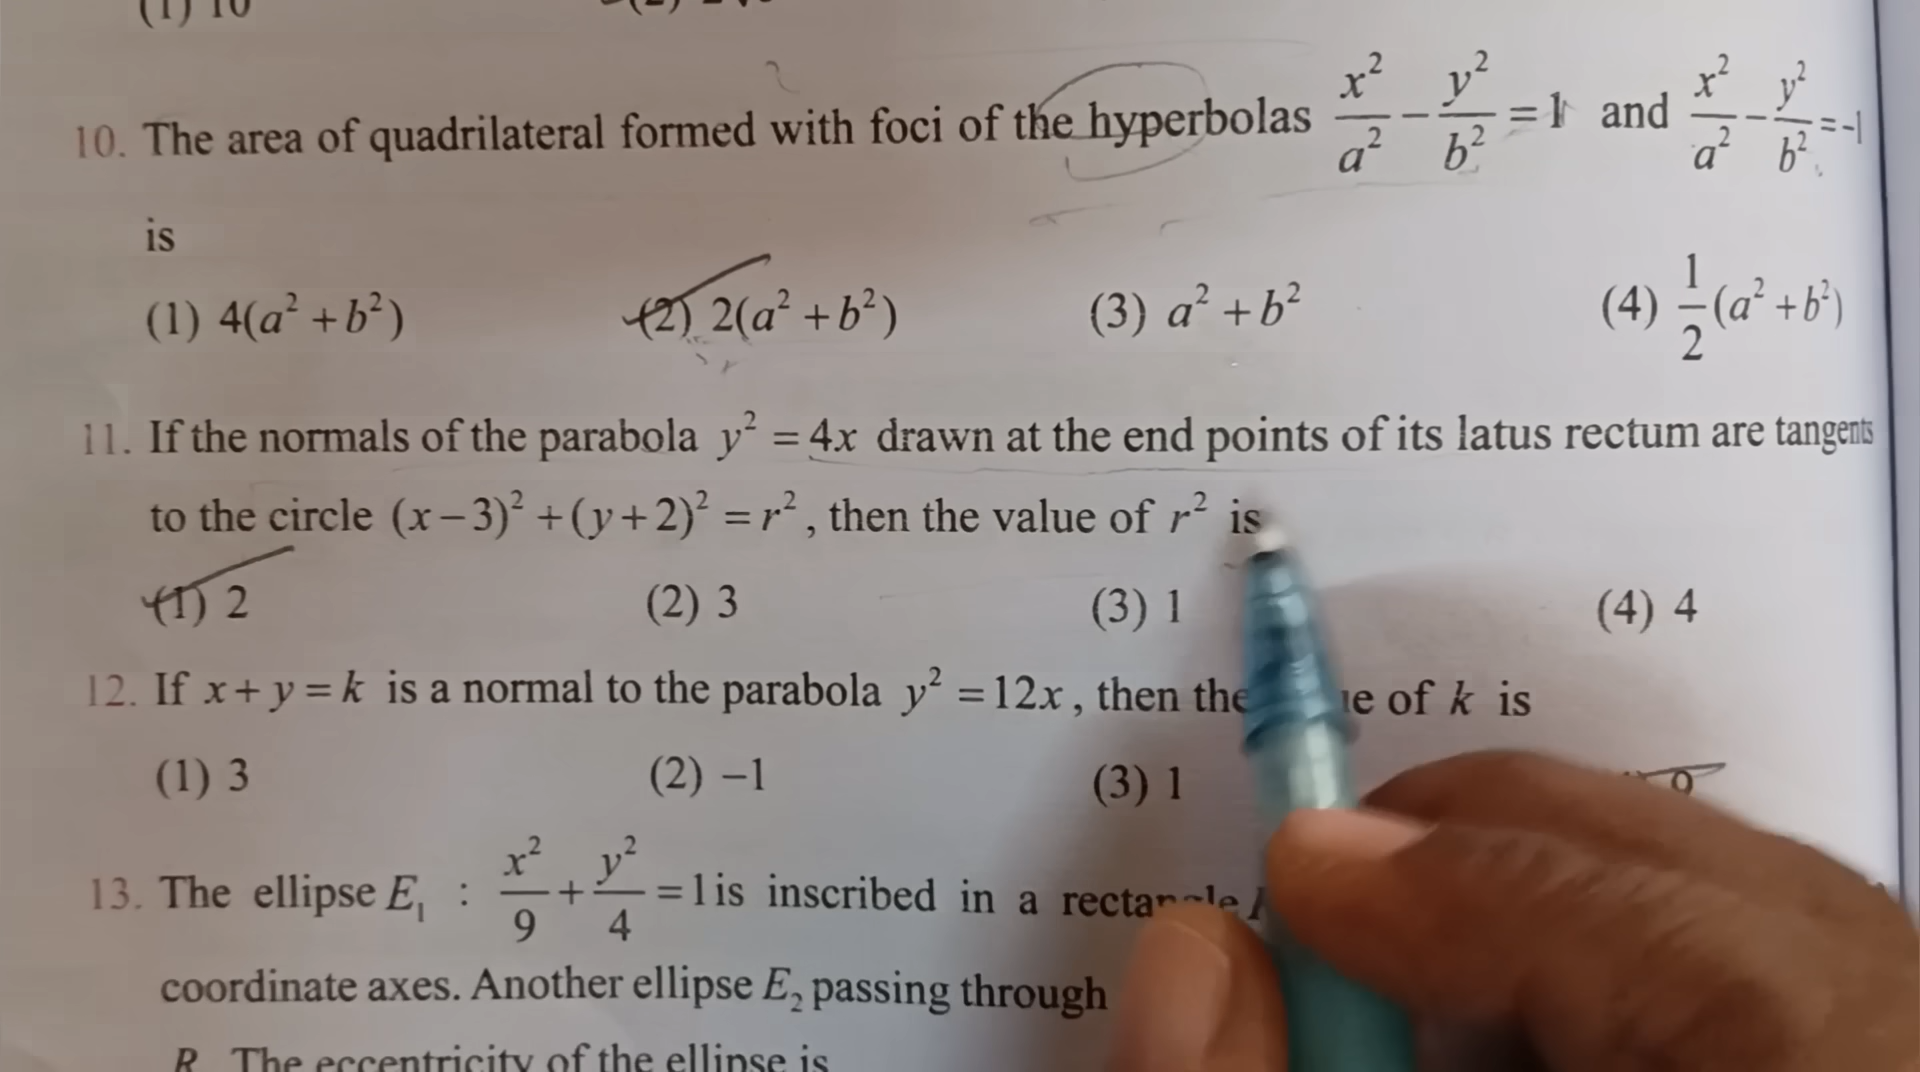 (1) 10
10. The area of quadrilateral formed with foci of the hyperbolas x²/a² − y²/b² = 1 and x²/a² − y²/b² = -1
is
(1) 4(a² + b²) (2) 2(a² + b²) (3) a² + b² (4) 1/2 (a² + b²)
11. If the normals of the parabola y² = 4x drawn at the end points of its latus rectum are tangents
to the circle (x − 3)² + (y + 2)² = r², then the value of r² is
(1) 2 (2) 3 (3) 1 (4) 4
12. If x + y = k is a normal to the parabola y² = 12x, then the of k is
(1) 3 (2) −1 (3) 1 9
13. The ellipse E₁ : x²/9 + y²/4 = 1 is inscribed in a rectangle
coordinate axes. Another ellipse E₂ passing through
R. The eccentricity of the ellipse is